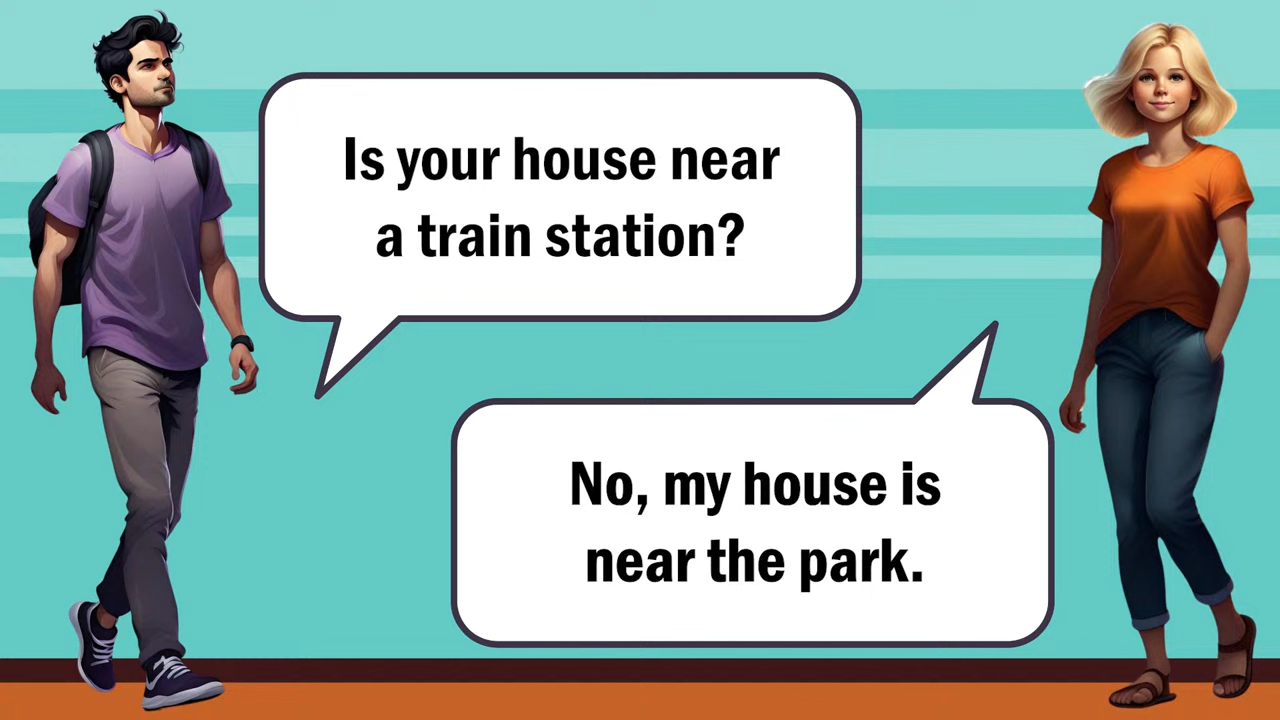 Is your house near
a train station?
No, my house is
near the park.